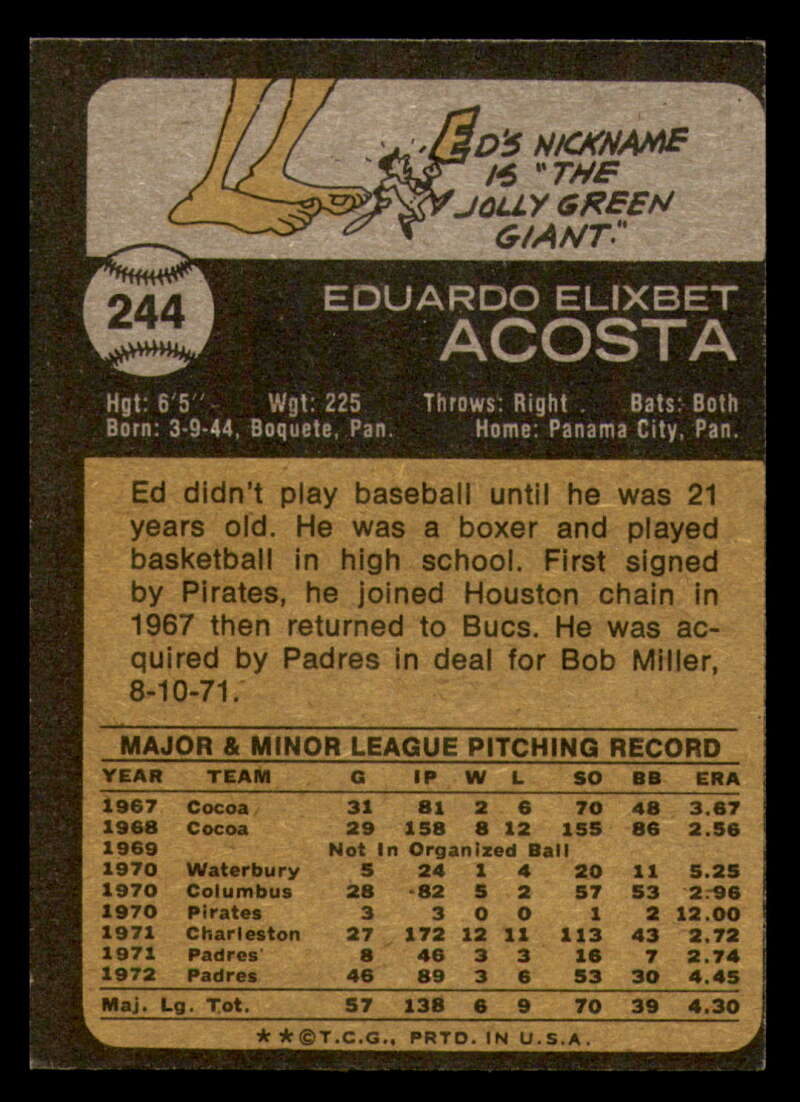 ED'S NICKNAME
IS "THE
JOLLY GREEN
GIANT."
244
EDUARDO ELIXBET
ACOSTA
Hgt: 6'5" Wgt: 225 Throws: Right Bats: Both
Born: 3-9-44, Boquete, Pan. Home: Panama City, Pan.
Ed didn't play baseball until he was 21
years old. He was a boxer and played
basketball in high school. First signed
by Pirates, he joined Houston chain in
1967 then returned to Bucs. He was ac-
quired by Padres in deal for Bob Miller,
8-10-71.
MAJOR & MINOR LEAGUE PITCHING RECORD
YEAR TEAM G IP W L SO BB ERA
1967 Cocoa 31 81 2 6 70 48 3.67
1968 Cocoa 29 158 8 12 155 86 2.56
1969 Not In Organized Ball
1970 Waterbury 5 24 1 4 20 11 5.25
1970 Columbus 28 82 5 2 57 53 2.96
1970 Pirates 3 3 0 0 1 2 12.00
1971 Charleston 27 172 12 11 113 43 2.72
1971 Padres 8 46 3 3 16 7 2.74
1972 Padres 46 89 3 6 53 30 4.45
Maj. Lg. Tot. 57 138 6 9 70 39 4.30
* * ©T.C.G., PRTD. IN U.S.A.